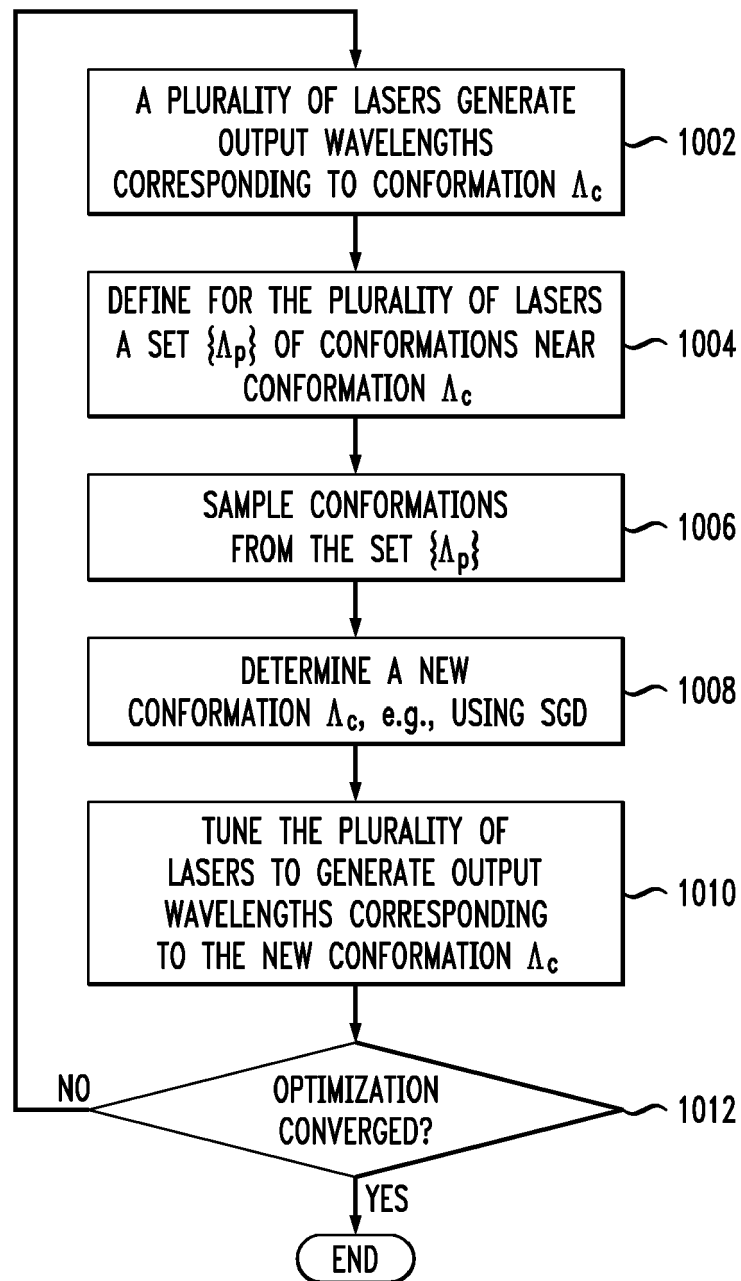 A PLURALITY OF LASERS GENERATE
OUTPUT WAVELENGTHS
CORRESPONDING TO CONFORMATION Λc
1002
DEFINE FOR THE PLURALITY OF LASERS
A SET {Λp} OF CONFORMATIONS NEAR
CONFORMATION Λc
1004
SAMPLE CONFORMATIONS
FROM THE SET {Λp}
1006
DETERMINE A NEW
CONFORMATION Λc, e.g., USING SGD
1008
TUNE THE PLURALITY OF
LASERS TO GENERATE OUTPUT
WAVELENGTHS CORRESPONDING
TO THE NEW CONFORMATION Λc
1010
NO
OPTIMIZATION
CONVERGED?
1012
YES
END